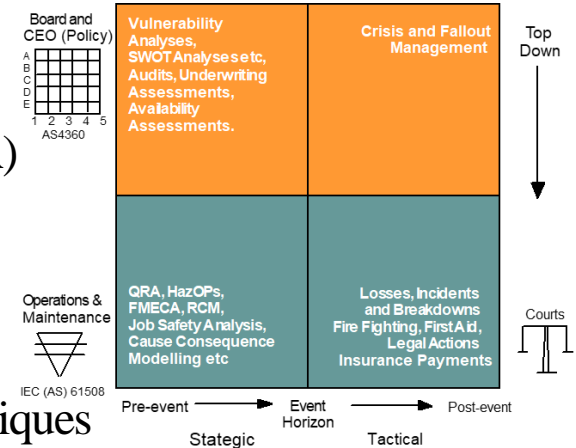 Board and
CEO (Policy)
A
B
C
D
E
1 2 3 4 5
AS4360
Vulnerability
Analyses,
SWOT Analyses etc,
Audits, Underwriting
Assessments,
Availability
Assessments.
Crisis and Fallout
Management
Top
Down
)
Operations &
Maintenance
IEC (AS) 61508
QRA, HazOPs,
FMECA, RCM,
Job Safety Analysis,
Cause Consequence
Modelling etc
Losses, Incidents
and Breakdowns
Fire Fighting, First Aid,
Legal Actions
Insurance Payments
Courts
iques
Pre-event
Event
Horizon
Post-event
Stategic
Tactical